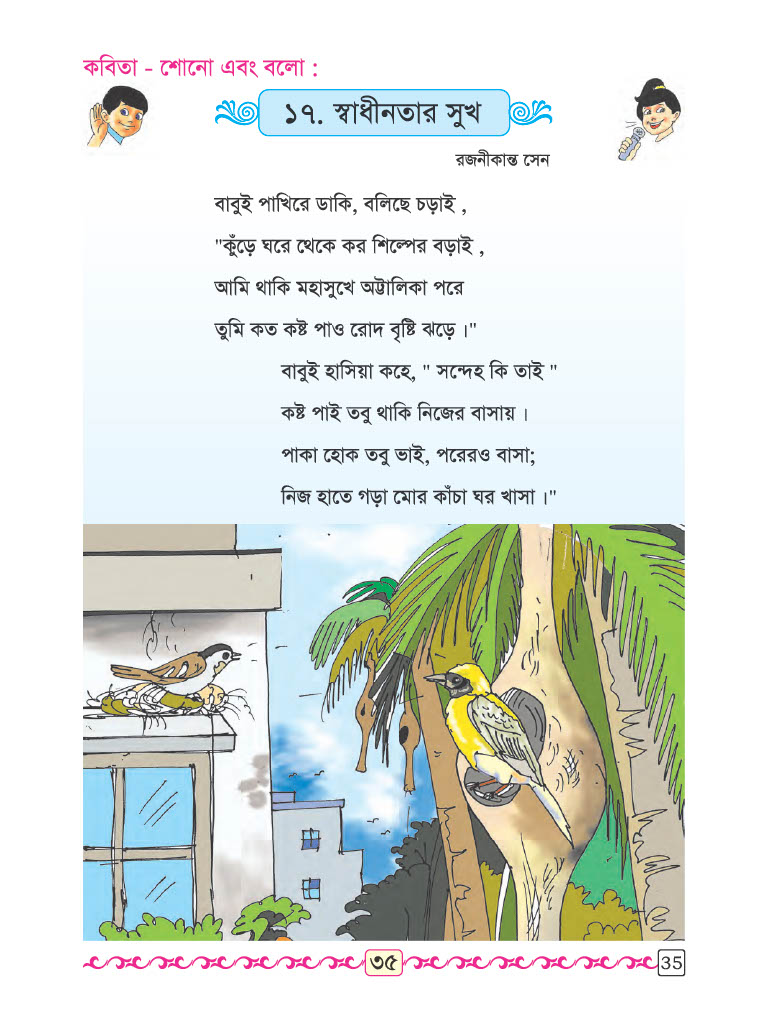 কবিতা - শোনো এবং বলো :
১৭. স্বাধীনতার সুখ
রজনীকান্ত সেন
বাবুই পাখিরে ডাকি, বলিছে চড়াই ,
"কুঁড়ে ঘরে থেকে কর শিল্পের বড়াই ,
আমি থাকি মহাসুখে অট্টালিকা পরে
তুমি কত কষ্ট পাও রোদ বৃষ্টি ঝড়ে ।"
বাবুই হাসিয়া কহে, " সন্দেহ কি তাই "
কষ্ট পাই তবু থাকি নিজের বাসায় ।
পাকা হোক তবু ভাই, পরেরও বাসা;
নিজ হাতে গড়া মোর কাঁচা ঘর খাসা ।"
৩৫
35